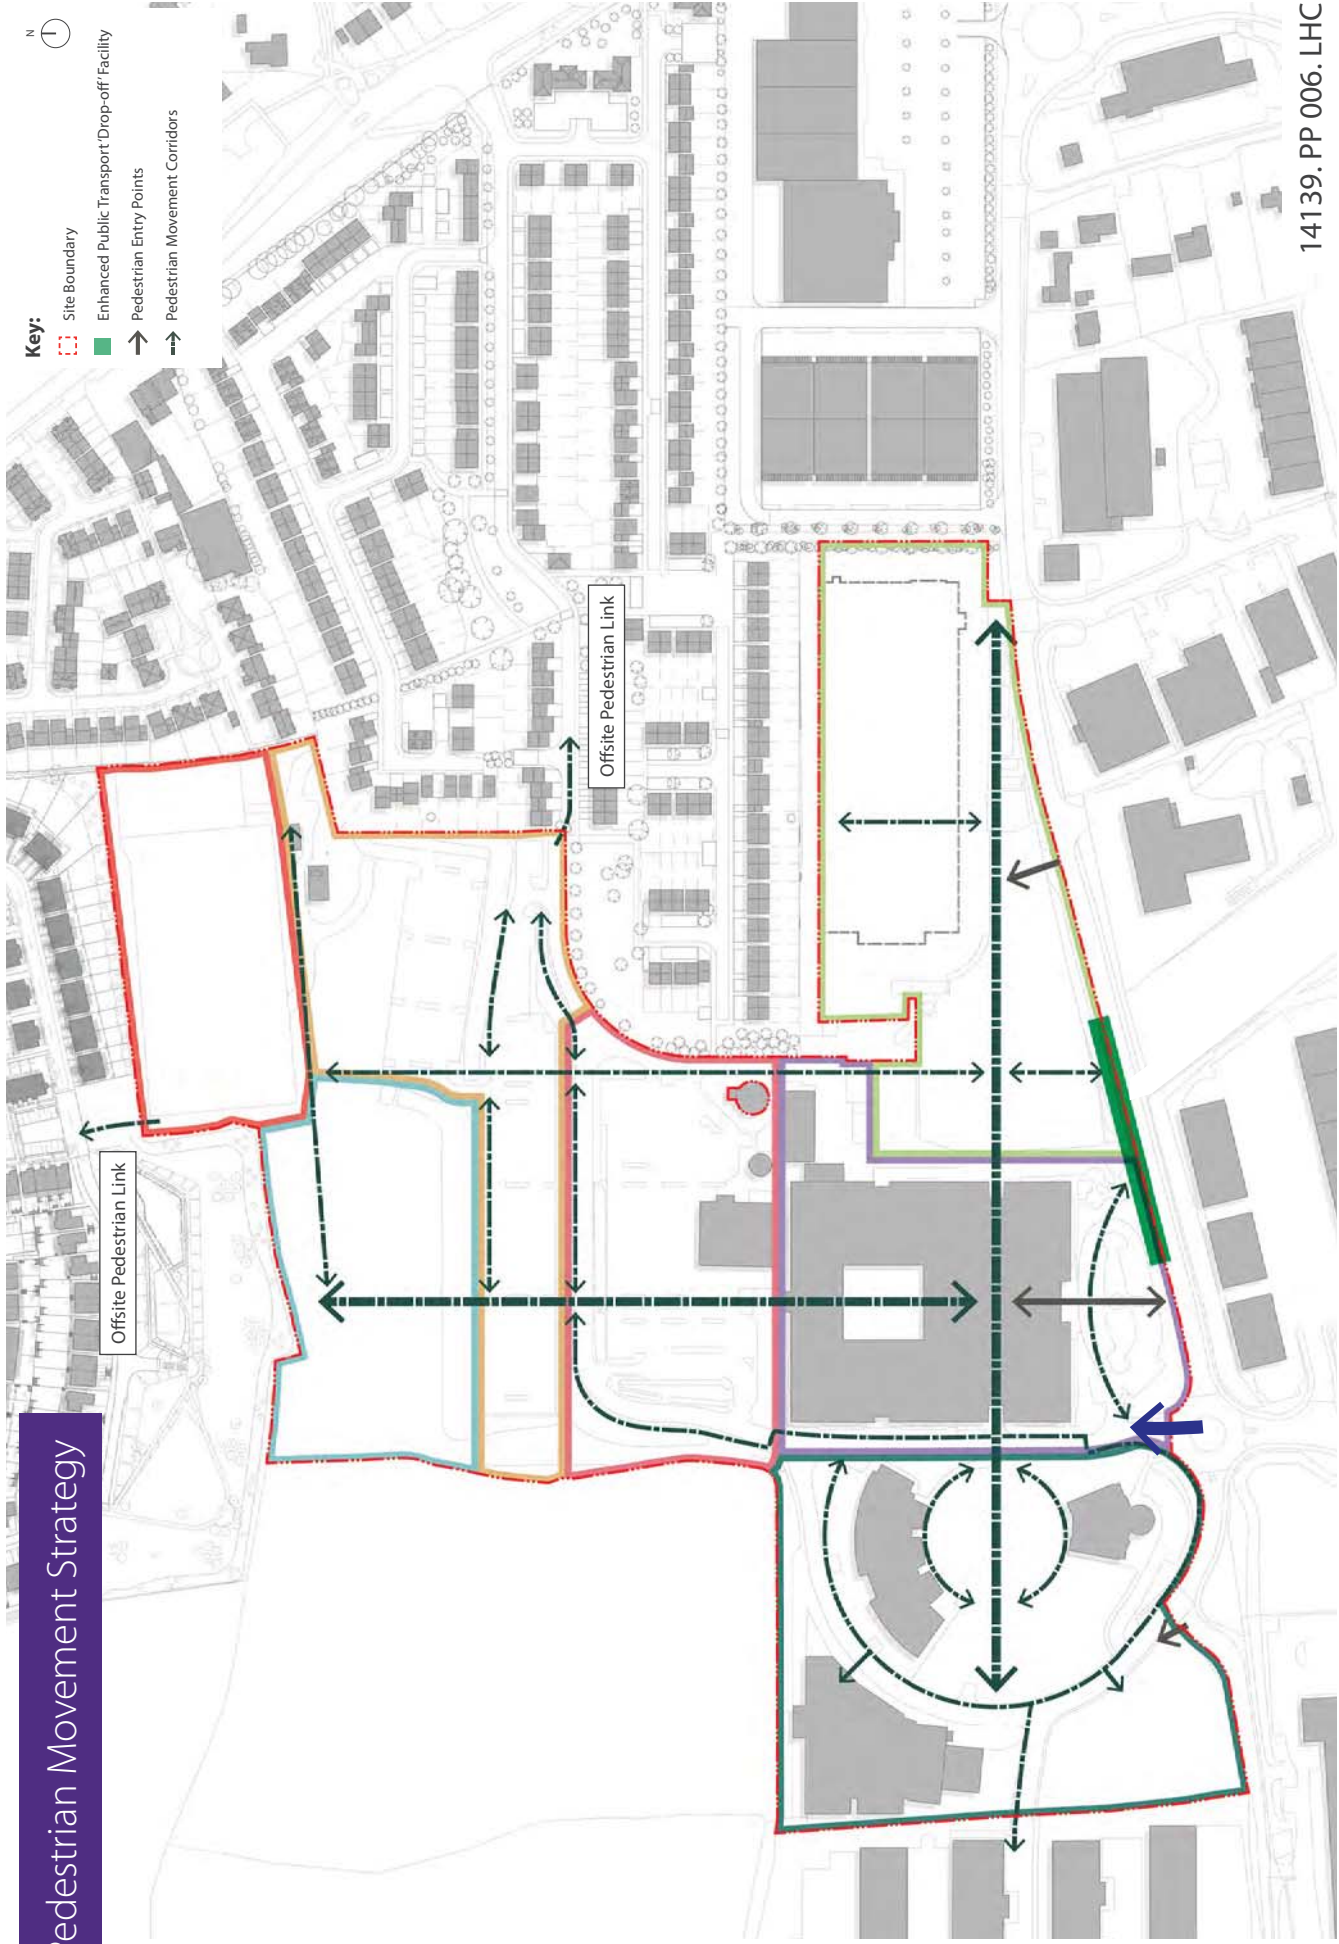 Pedestrian Movement Strategy
Key:
N
Site Boundary
Enhanced Public Transport 'Drop-off' Facility
Pedestrian Entry Points
Pedestrian Movement Corridors
Offsite Pedestrian Link
Offsite Pedestrian Link
14139. PP 006. LHC